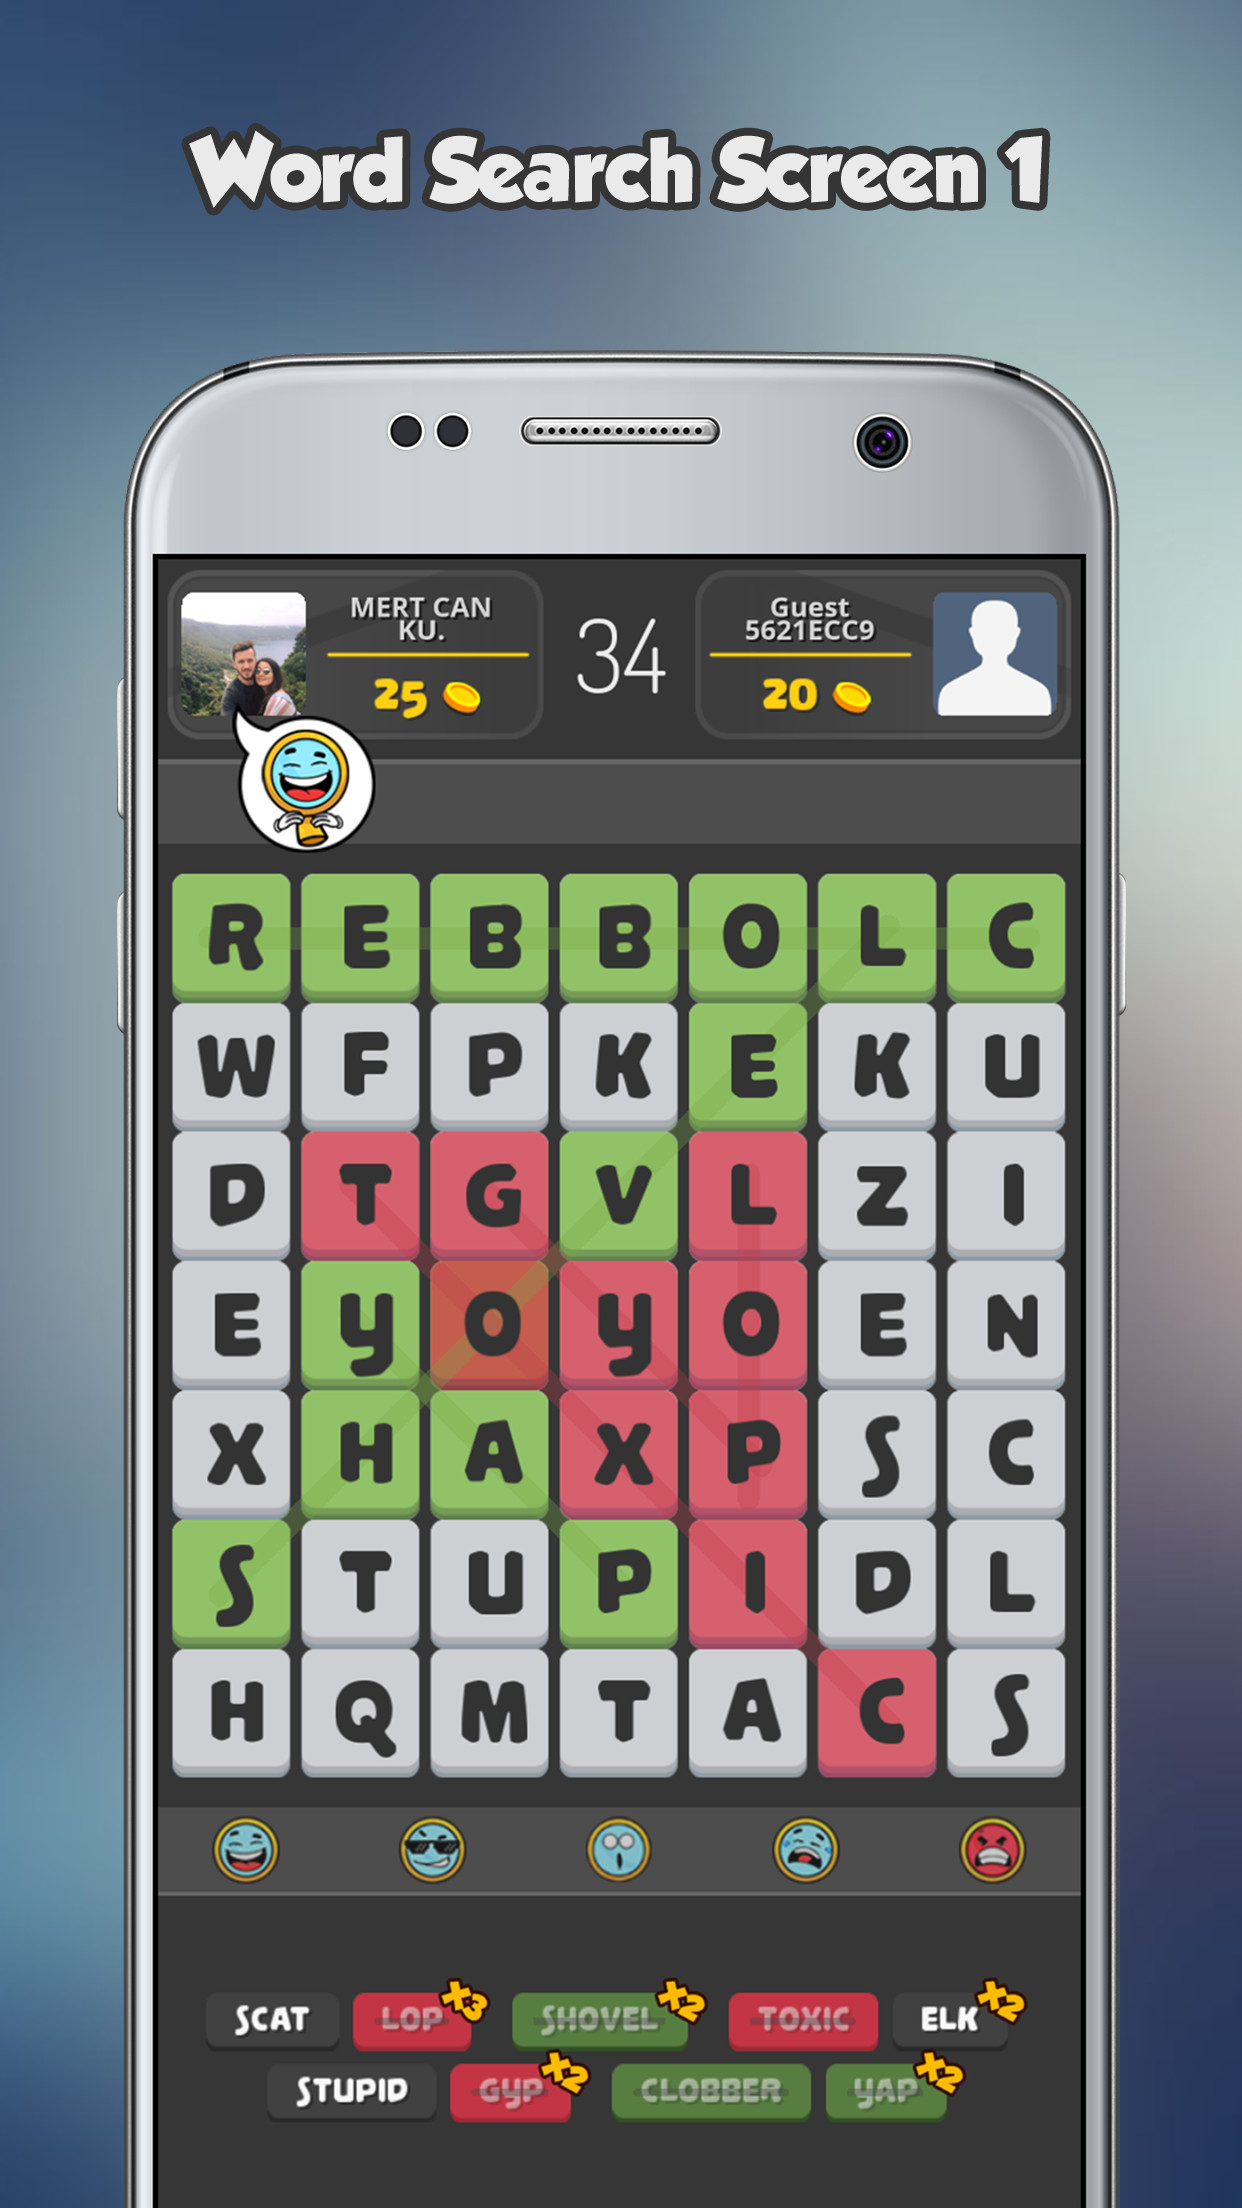 Word Search Screen 1
MERT CAN
KU.
25
34
Guest
5621ECC9
20
R E B B O L C
W F P K E K U
D T G V L Z I
E Y O Y O E N
X H A X P S C
S T U P I D L
H Q M T A C S
SCAT LOP X3 SHOVEL X2 TOXIC ELK X2
STUPID GYP X2 CLOBBER YAP X2